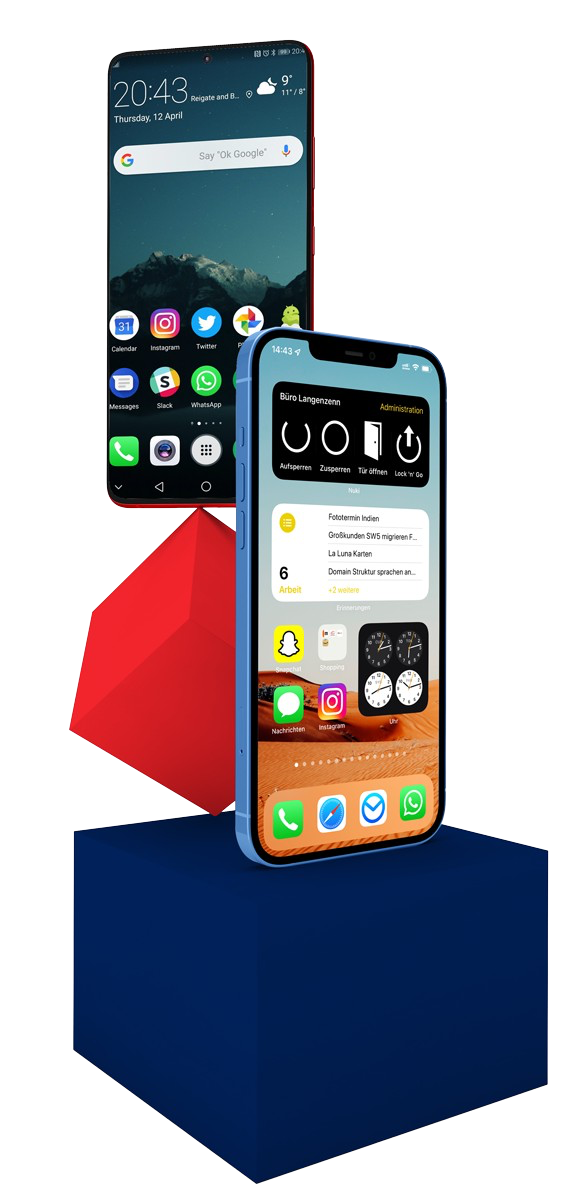 20:4
20:43
Reigate and B...
9°
11° / 8°
Thursday, 12 April
Say "Ok Google"
31
Calendar
Instagram
Twitter
Messages
Slack
WhatsApp
14:43
Büro Langenzenn
Administration
Aufsperren
Zusperren
Tür öffnen
Lock 'n' Go
Nuki
Fototermin Indien
Großkunden SW5 migrieren F...
La Luna Karten
6
Domain Struktur sprachen an...
Arbeit
+2 weitere
Erinnerungen
Snapchat
Shopping
Nachrichten
Instagram
Uhr